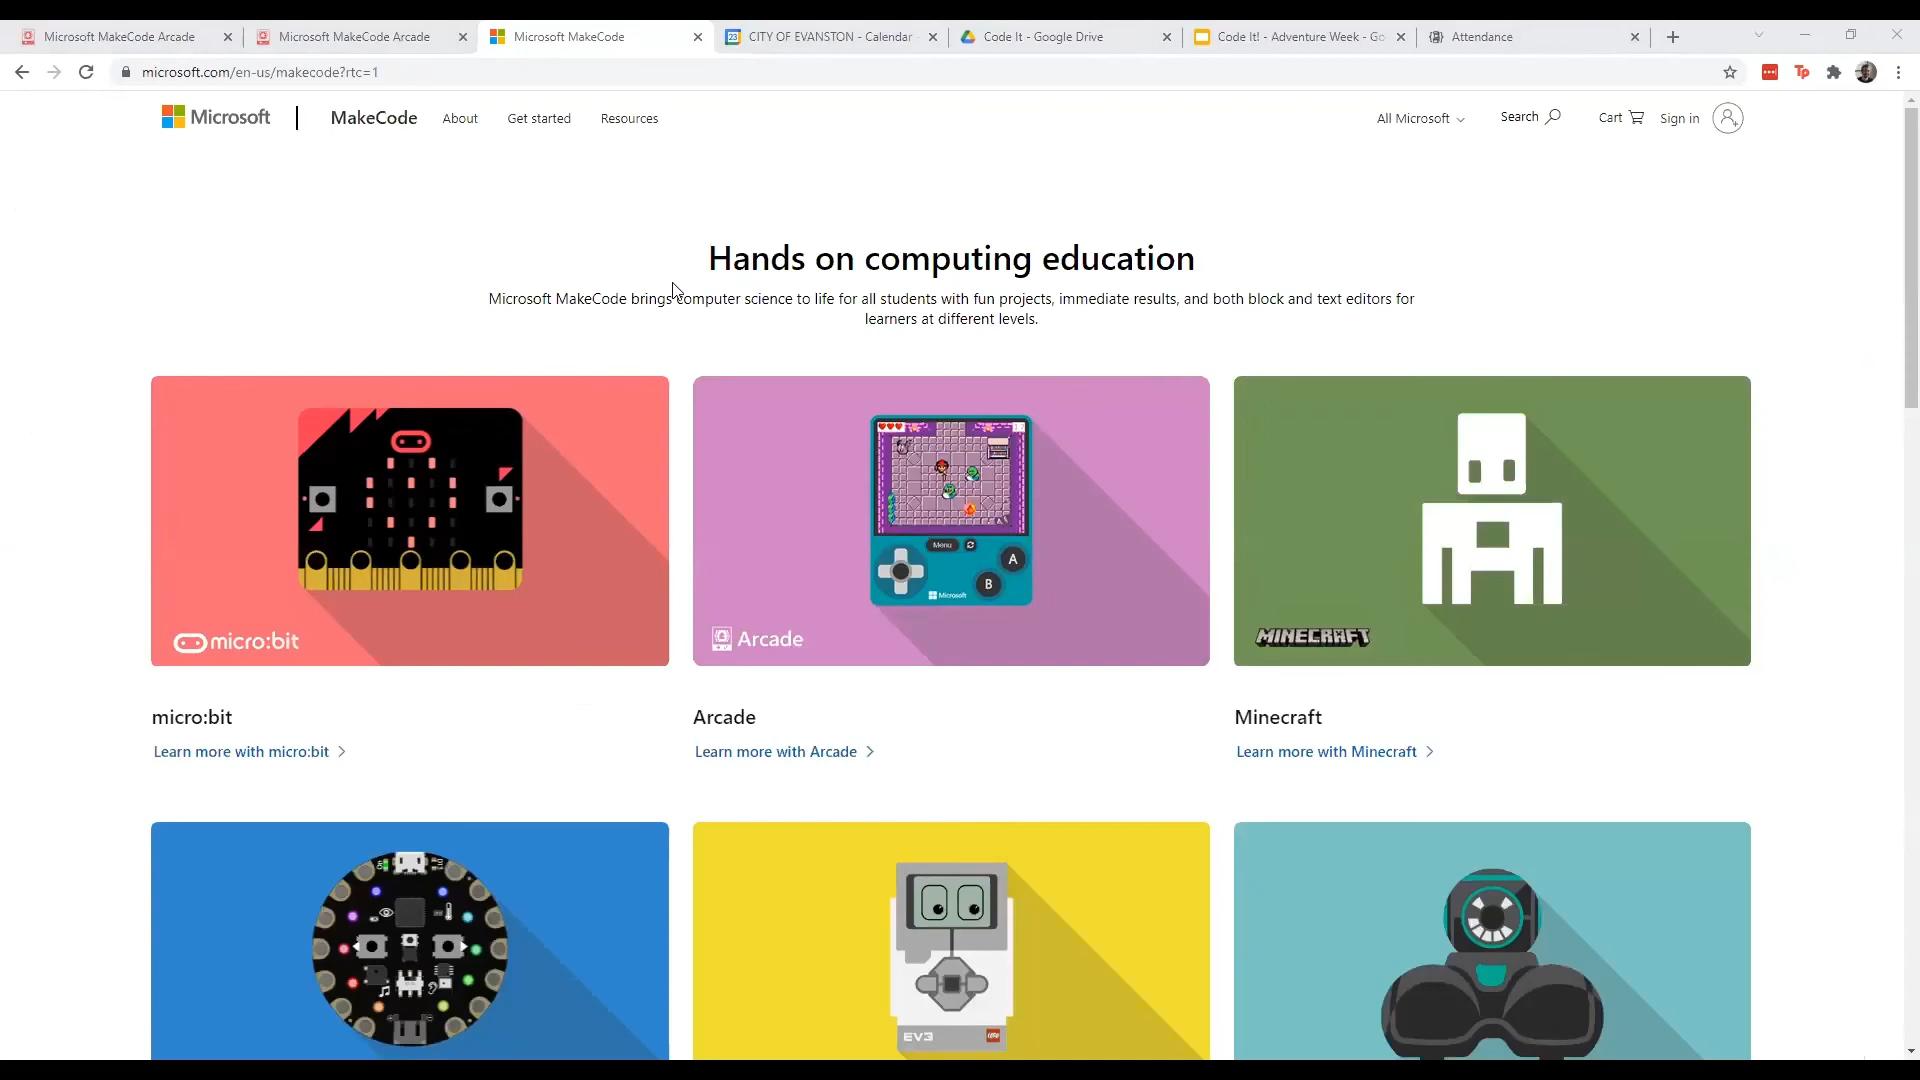 Microsoft MakeCode Arcade
Microsoft MakeCode Arcade
Microsoft MakeCode
CITY OF EVANSTON - Calendar
Code It - Google Drive
Code It! - Adventure Week - Go
Attendance
microsoft.com/en-us/makecode?rtc=1
Microsoft
MakeCode
About
Get started
Resources
All Microsoft
Search
Cart
Sign in
Hands on computing education
Microsoft MakeCode brings computer science to life for all students with fun projects, immediate results, and both block and text editors for
learners at different levels.
Menu
A
B
Microsoft
micro:bit
Arcade
MINECRAFT
micro:bit
Arcade
Minecraft
Learn more with micro:bit
Learn more with Arcade
Learn more with Minecraft
EV3